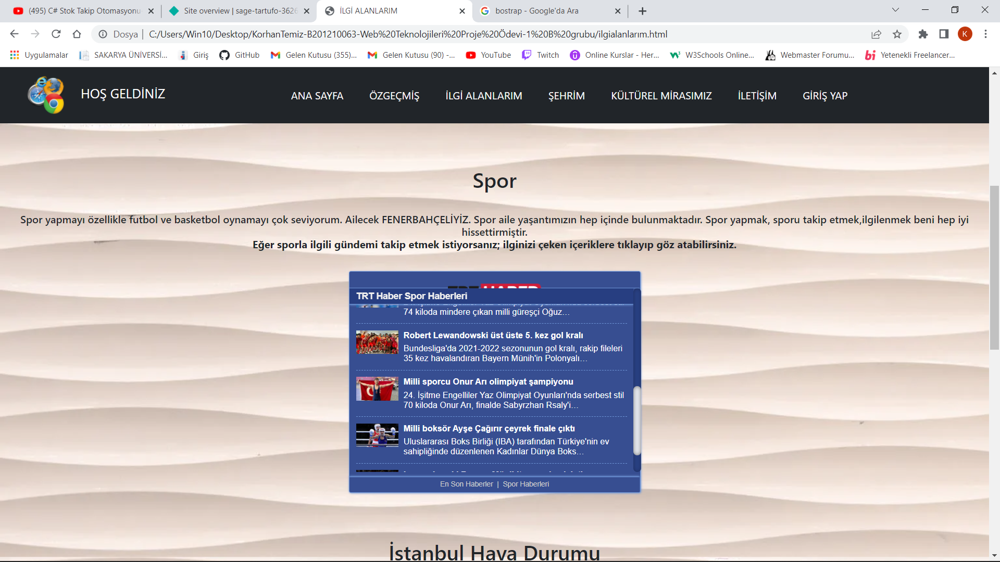 (495) C# Stok Takip Otomasyonu
Site overview | sage-tartufo-3626
İLGİ ALANLARIM
bostrap - Google'da Ara
Dosya | C:/Users/Win10/Desktop/KorhanTemiz-B201210063-Web%20Teknolojileri%20Proje%20Ödevi-1%20B%20grubu/ilgialanlarım.html
K
Uygulamalar
SAKARYA ÜNİVERSİ...
Giriş
GitHub
Gelen Kutusu (355)...
Gelen Kutusu (90) -...
YouTube
Twitch
Online Kurslar - Her...
W3Schools Online...
Webmaster Forumu...
bi Yetenekli Freelancer...
HOŞ GELDİNİZ
ANA SAYFA
ÖZGEÇMİŞ
İLGİ ALANLARIM
ŞEHRİM
KÜLTÜREL MİRASIMIZ
İLETİŞİM
GİRİŞ YAP
Spor
Spor yapmayı özellikle futbol ve basketbol oynamayı çok seviyorum. Ailecek FENERBAHÇELİYİZ. Spor aile yaşantımızın hep içinde bulunmaktadır. Spor yapmak, sporu takip etmek,ilgilenmek beni hep iyi
hissettirmiştir.
Eğer sporla ilgili gündemi takip etmek istiyorsanız; ilginizi çeken içeriklere tıklayıp göz atabilirsiniz.
TRT HABER
TRT Haber Spor Haberleri
74 kiloda mindere çıkan milli güreşçi Oğuz...
Robert Lewandowski üst üste 5. kez gol kralı
Bundesliga'da 2021-2022 sezonunun gol kralı, rakip fileleri
35 kez havalandıran Bayern Münih'in Polonyalı...
Milli sporcu Onur Arı olimpiyat şampiyonu
24. İşitme Engelliler Yaz Olimpiyat Oyunları'nda serbest stil
70 kiloda Onur Arı, finalde Sabyrzhan Rsaly'i...
Milli boksör Ayşe Çağırır çeyrek finale çıktı
Uluslararası Boks Birliği (IBA) tarafından Türkiye'nin ev
sahipliğinde düzenlenen Kadınlar Dünya Boks...
En Son Haberler | Spor Haberleri
İstanbul Hava Durumu